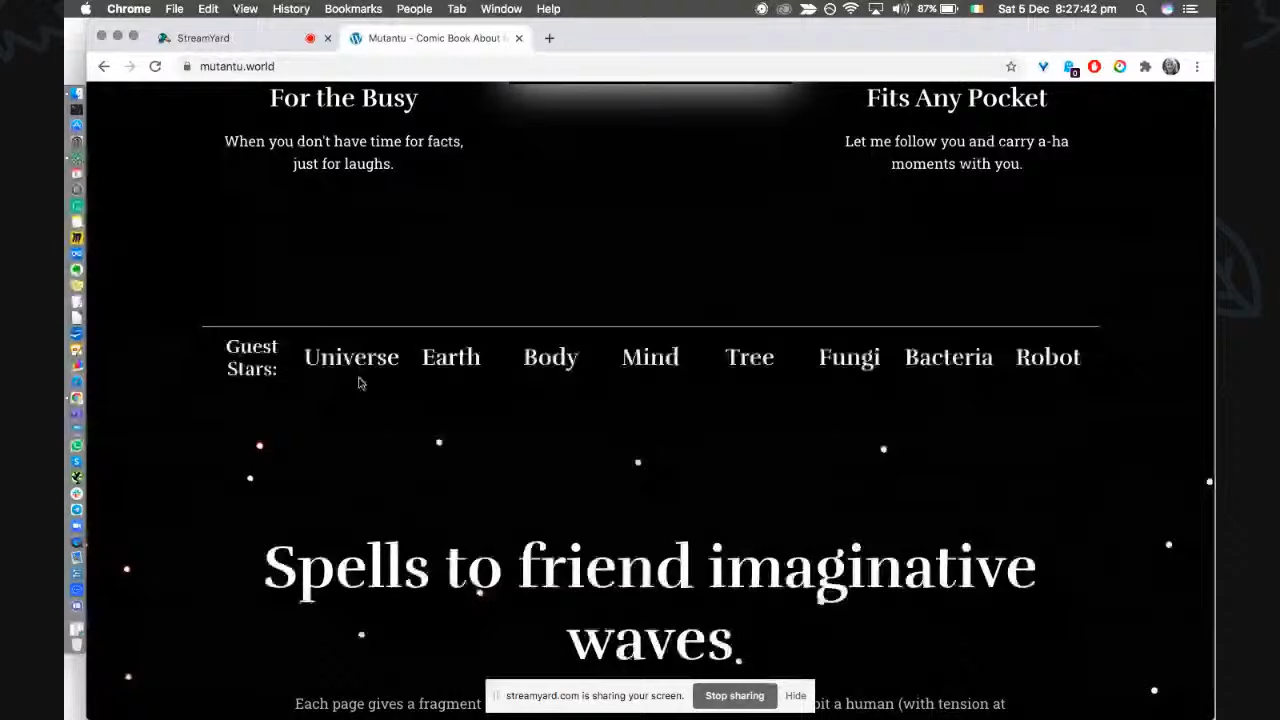 Chrome File Edit View History Bookmarks People Tab Window Help 87% Sat 5 Dec 8:27:42 pm
StreamYard Mutantu - Comic Book About
mutantu.world
For the Busy
Fits Any Pocket
When you don't have time for facts,
just for laughs.
Let me follow you and carry a-ha
moments with you.
Guest
Stars:
Universe Earth Body Mind Tree Fungi Bacteria Robot
Spells to friend imaginative
waves.
Each page gives a fragment
bit a human (with tension at
streamyard.com is sharing your screen. Stop sharing Hide